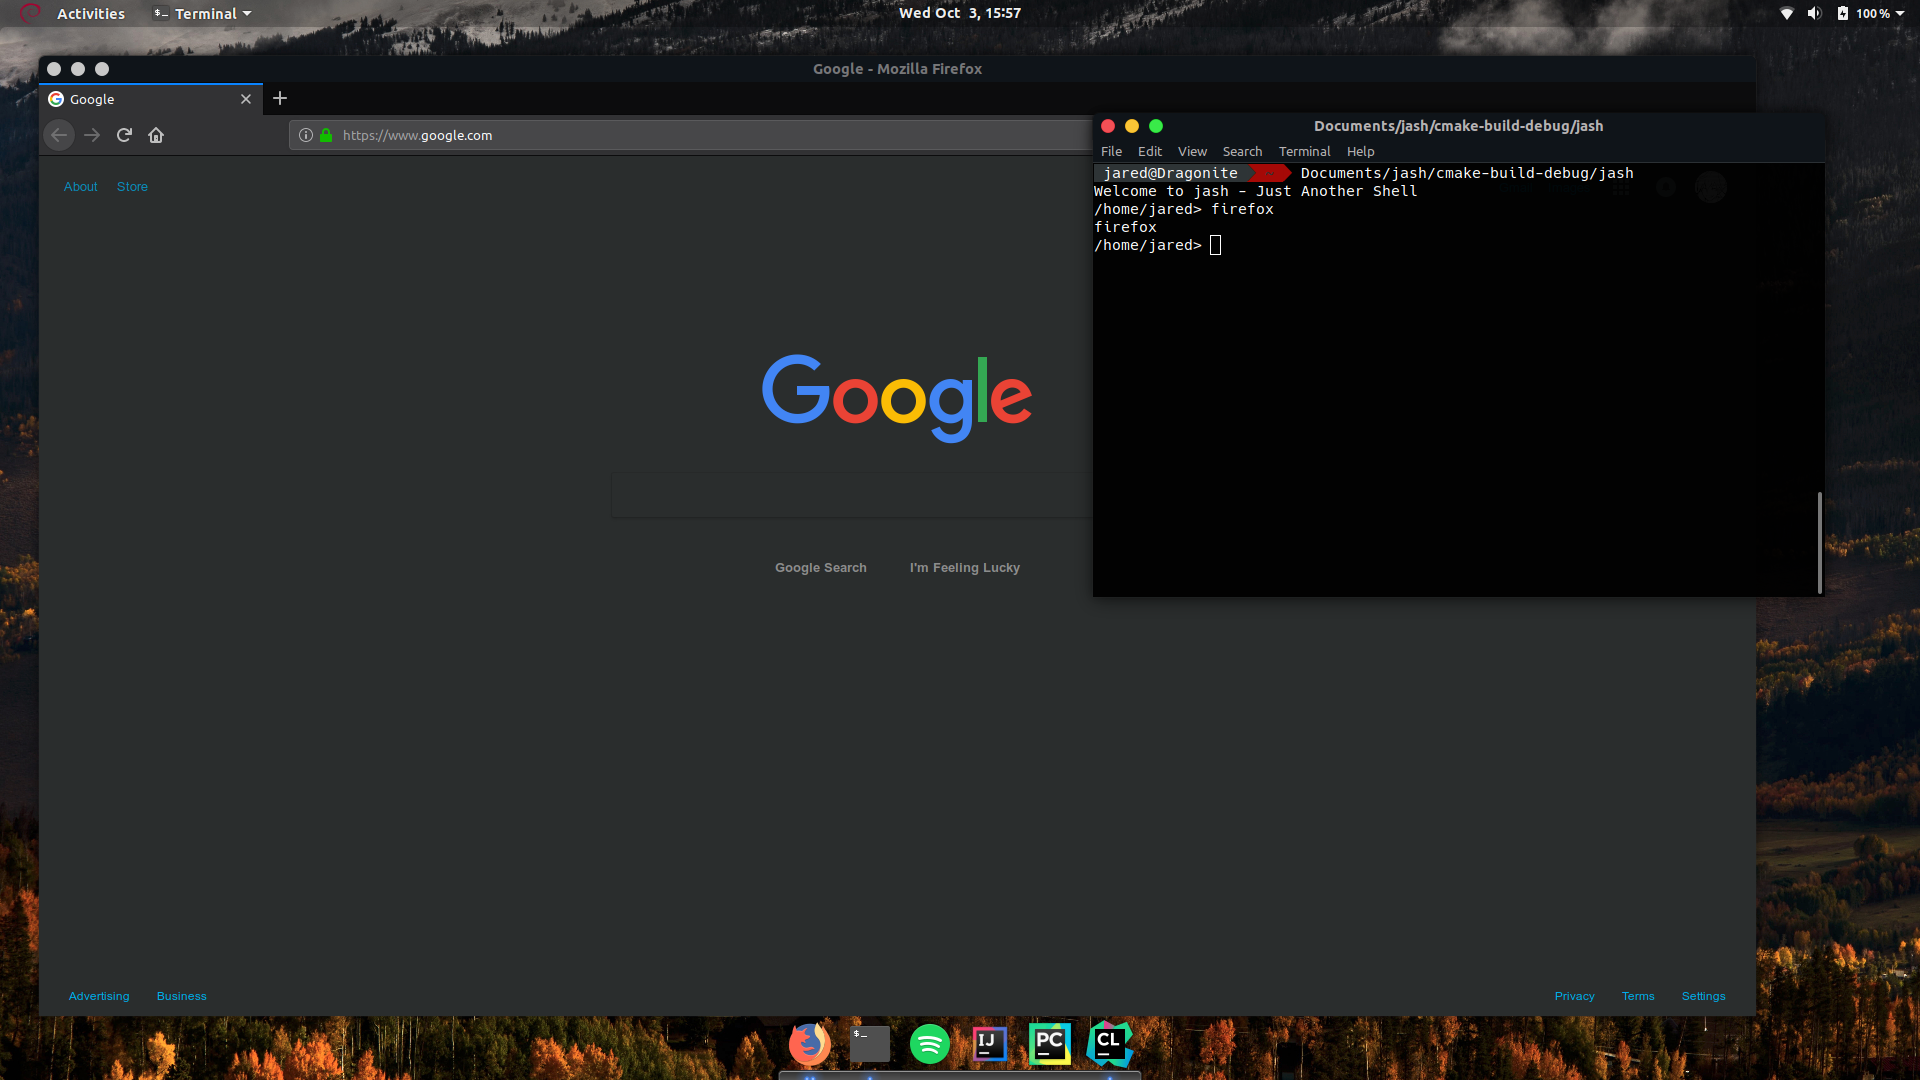 Activities
Terminal
Wed Oct  3, 15:57
100 %
Google - Mozilla Firefox
Google
https://www.google.com
About Store
Google
Google Search I'm Feeling Lucky
Advertising Business
Privacy Terms Settings
Documents/jash/cmake-build-debug/jash
File Edit View Search Terminal Help
jared@Dragonite ~ Documents/jash/cmake-build-debug/jash
Welcome to jash - Just Another Shell
/home/jared> firefox
firefox
/home/jared>
$_
IJ
PC
CL